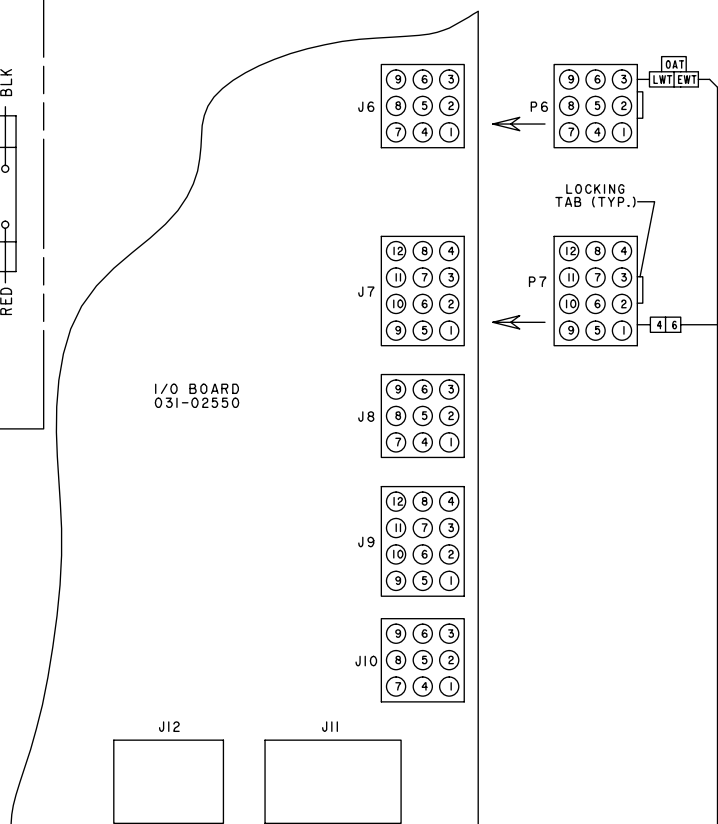 BLK
RED
I/O BOARD
031-02550
J6
9 6 3
8 5 2
7 4 1
J7
12 8 4
11 7 3
10 6 2
9 5 1
J8
9 6 3
8 5 2
7 4 1
J9
12 8 4
11 7 3
10 6 2
9 5 1
J10
9 6 3
8 5 2
7 4 1
J12
J11
P6
9 6 3
8 5 2
7 4 1
OAT
LWT EWT
LOCKING
TAB (TYP.)
P7
12 8 4
11 7 3
10 6 2
9 5 1
4 6